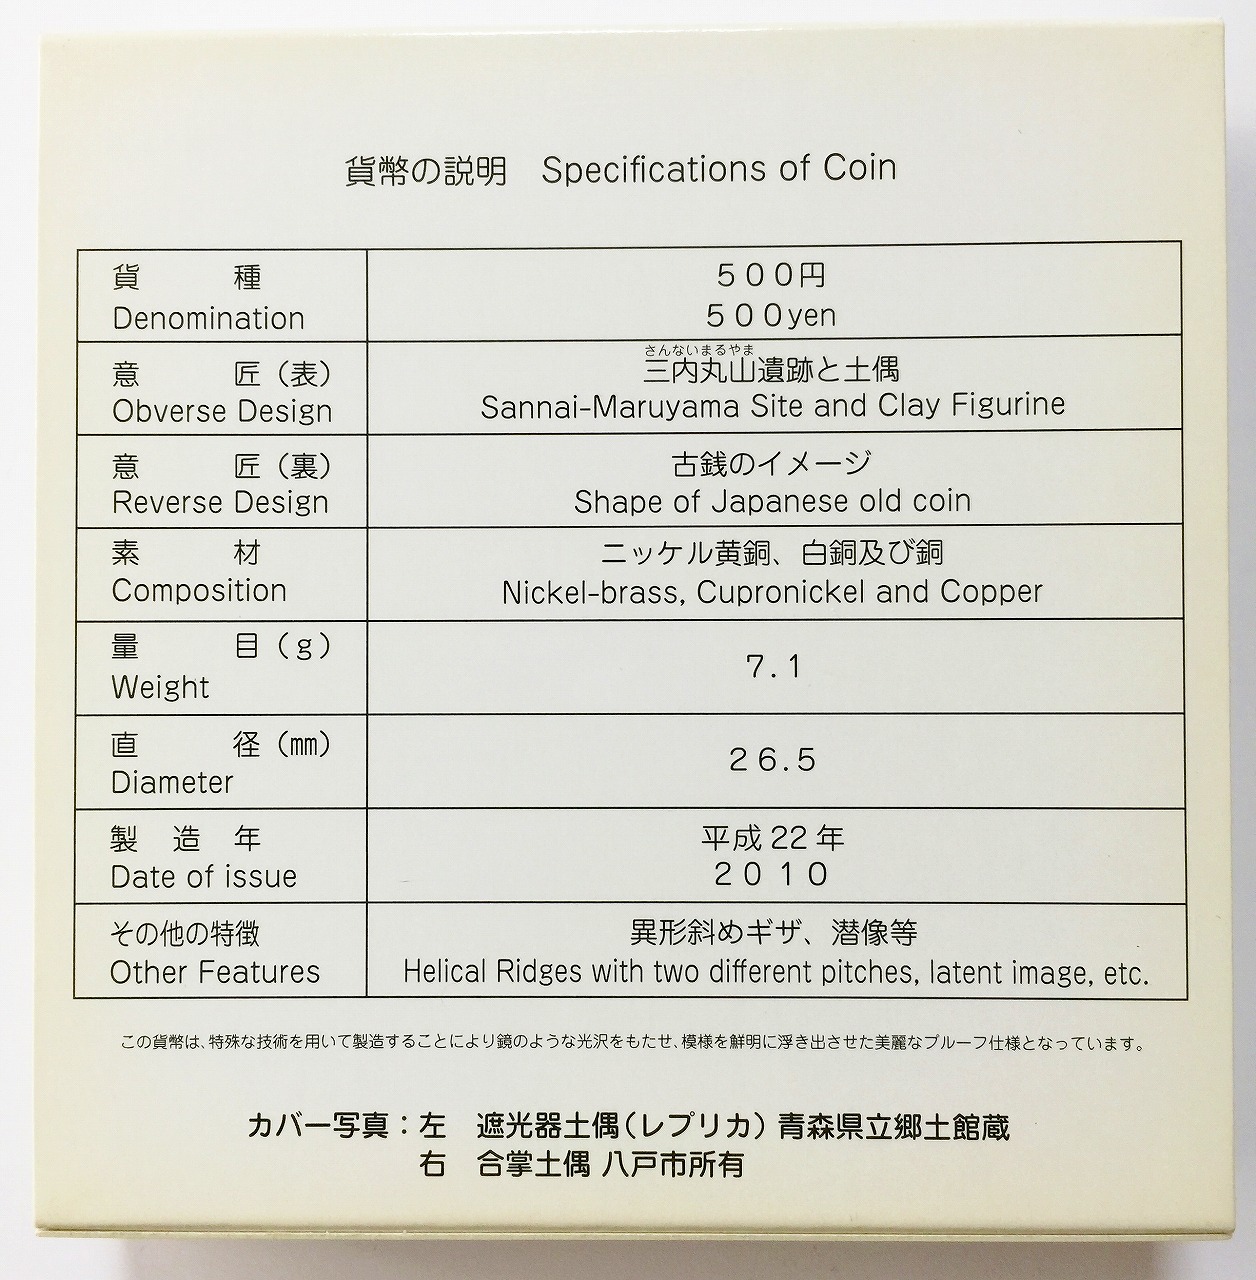 貨幣の説明　Specifications of Coin
貨　種
Denomination
５００円
５００yen
意　匠（表）
Obverse Design
さんないまるやま
三内丸山遺跡と土偶
Sannai-Maruyama Site and Clay Figurine
意　匠（裏）
Reverse Design
古銭のイメージ
Shape of Japanese old coin
素　材
Composition
ニッケル黄銅、白銅及び銅
Nickel-brass, Cupronickel and Copper
量　目（ｇ）
Weight
７.１
直　径（㎜）
Diameter
２６.５
製　造　年
Date of issue
平成 22 年
２０１０
その他の特徴
Other Features
異形斜めギザ、潜像等
Helical Ridges with two different pitches, latent image, etc.
この貨幣は、特殊な技術を用いて製造することにより鏡のような光沢をもたせ、模様を鮮明に浮き出させた美麗なプルーフ仕様となっています。
カバー写真：左　遮光器土偶（レプリカ）青森県立郷土館蔵
右　合掌土偶 八戸市所有